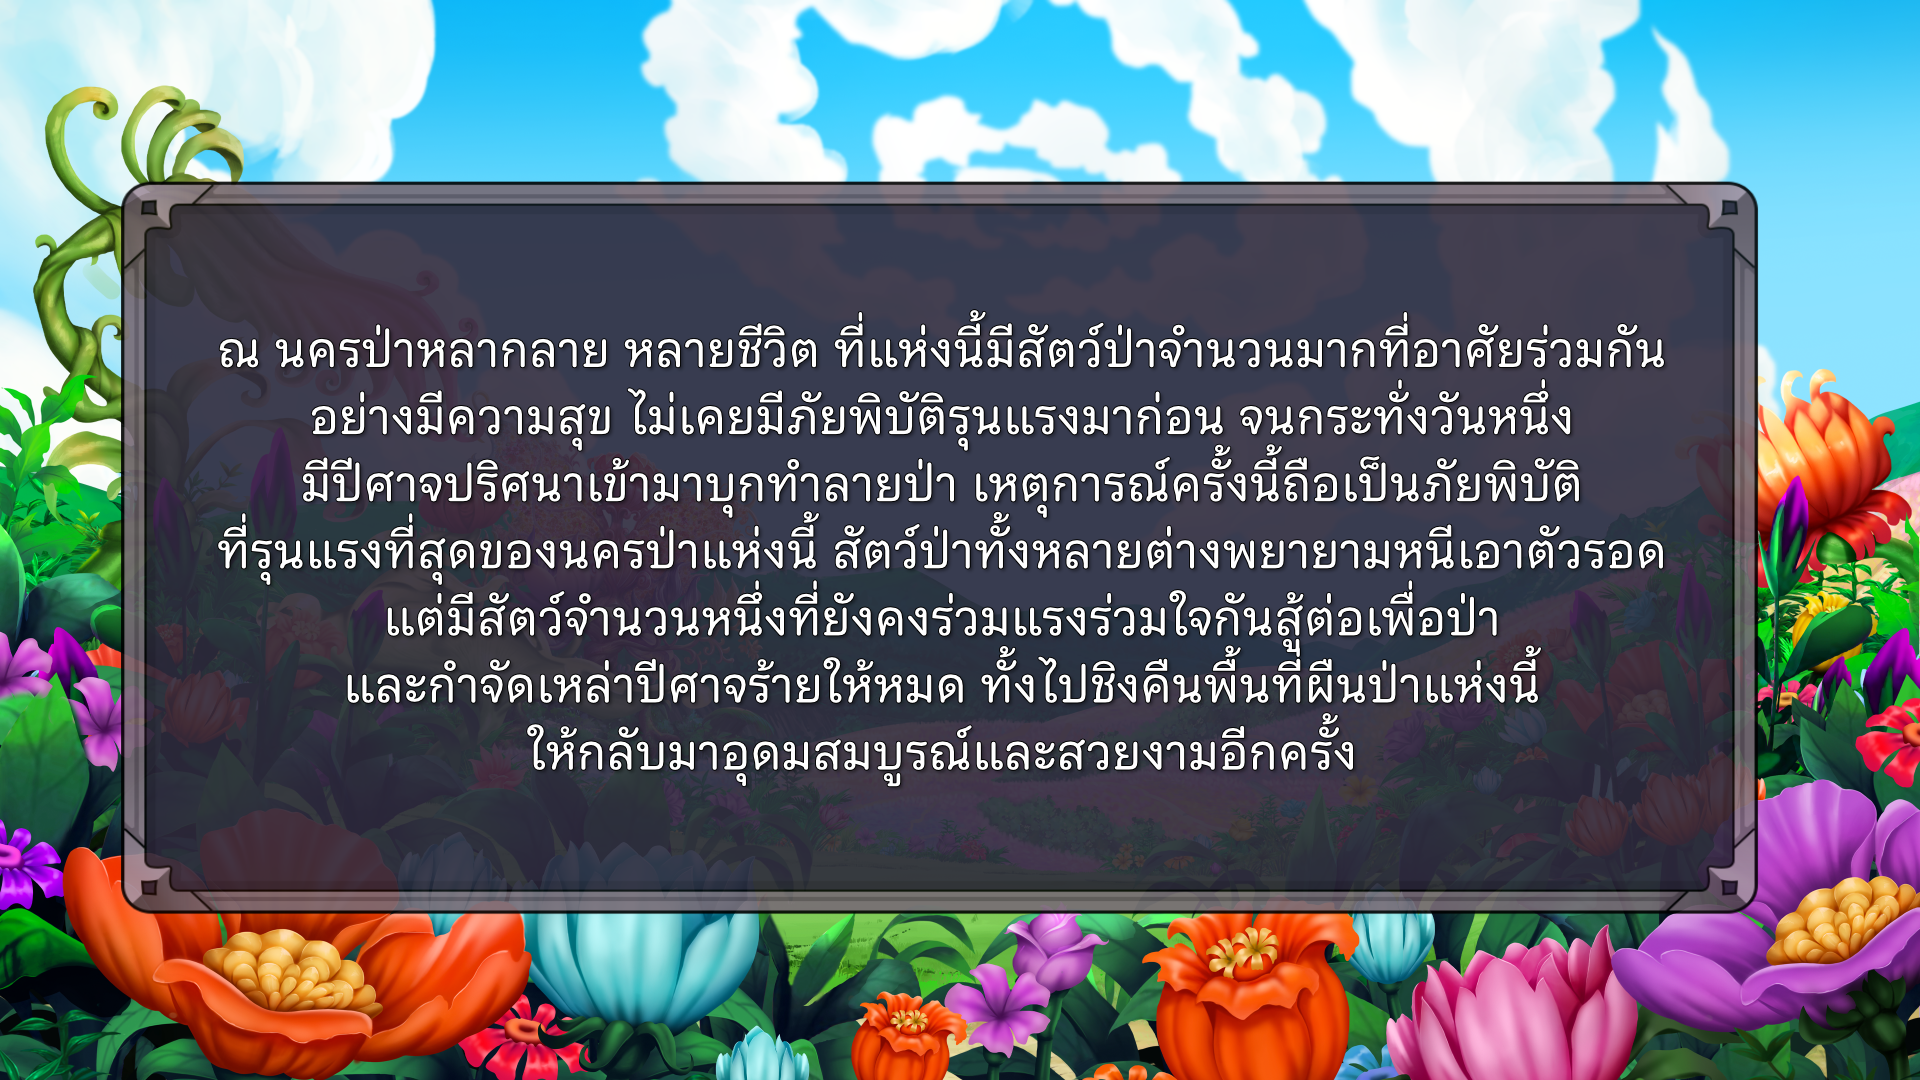 ณ นครป่าหลากลาย หลายชีวิต ที่แห่งนี้มีสัตว์ป่าจำนวนมากที่อาศัยร่วมกัน
อย่างมีความสุข ไม่เคยมีภัยพิบัติรุนแรงมาก่อน จนกระทั่งวันหนึ่ง
มีปีศาจปริศนาเข้ามาบุกทำลายป่า เหตุการณ์ครั้งนี้ถือเป็นภัยพิบัติ
ที่รุนแรงที่สุดของนครป่าแห่งนี้ สัตว์ป่าทั้งหลายต่างพยายามหนีเอาตัวรอด
แต่มีสัตว์จำนวนหนึ่งที่ยังคงร่วมแรงร่วมใจกันสู้ต่อเพื่อป่า
และกำจัดเหล่าปีศาจร้ายให้หมด ทั้งไปชิงคืนพื้นที่ผืนป่าแห่งนี้
ให้กลับมาอุดมสมบูรณ์และสวยงามอีกครั้ง